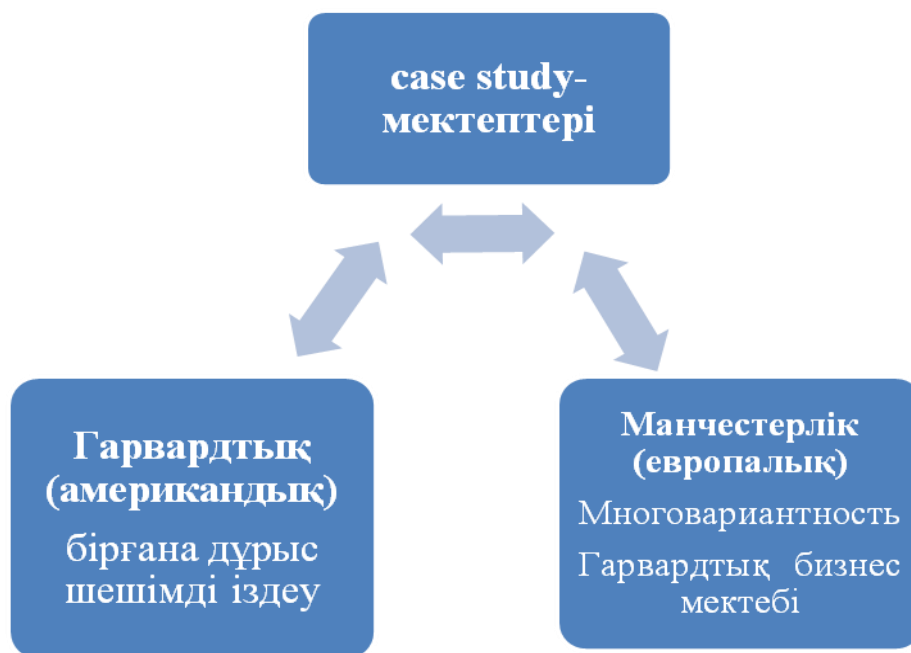 case study-
мектептері
Гарвардтық
(американдық)
бірғана дұрыс
шешімді іздеу
Манчестерлік
(европалық)
Многовариантность
Гарвардтық бизнес
мектебі